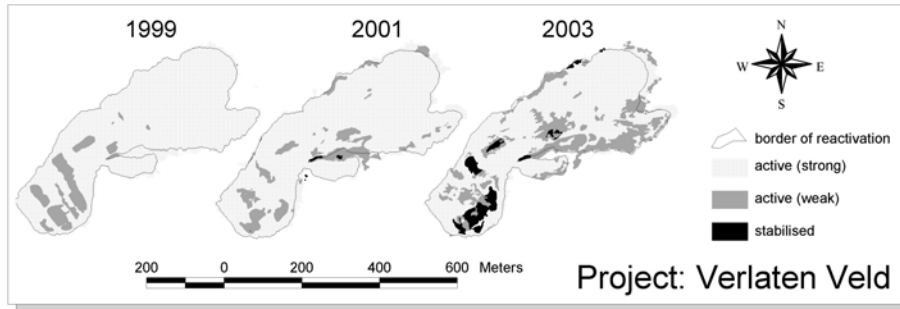 1999
2001
2003
N
W E
S
border of reactivation
active (strong)
active (weak)
stabilised
200 0 200 400 600 Meters
Project: Verlaten Veld